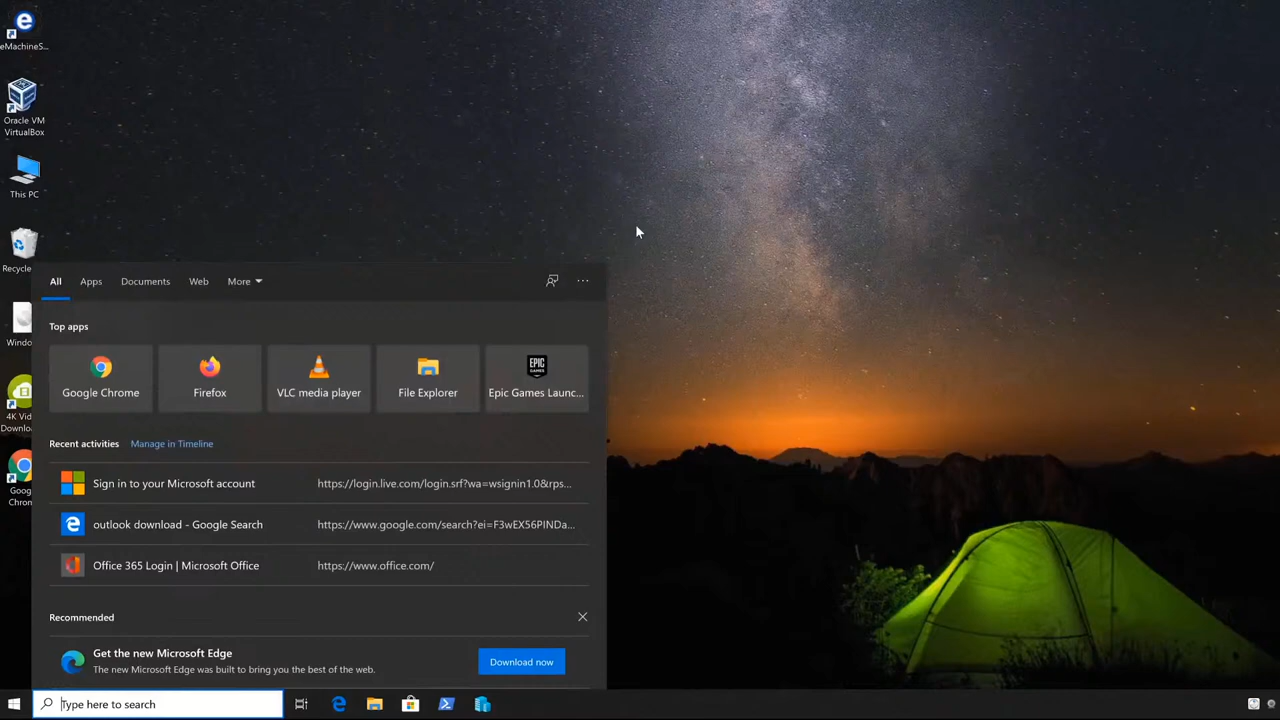 eMachineS...
Oracle VM
VirtualBox
This PC
Recycle
Windo
4K Vid
Downloa
Goog
Chron
All
Apps
Documents
Web
More
Top apps
Google Chrome
Firefox
VLC media player
File Explorer
EPIC
GAMES
Epic Games Launc...
Recent activities
Manage in Timeline
Sign in to your Microsoft account
https://login.live.com/login.srf?wa=wsignin1.0&rps...
outlook download - Google Search
https://www.google.com/search?ei=F3wEX56PINDa...
Office 365 Login | Microsoft Office
https://www.office.com/
Recommended
Get the new Microsoft Edge
The new Microsoft Edge was built to bring you the best of the web.
Download now
Type here to search